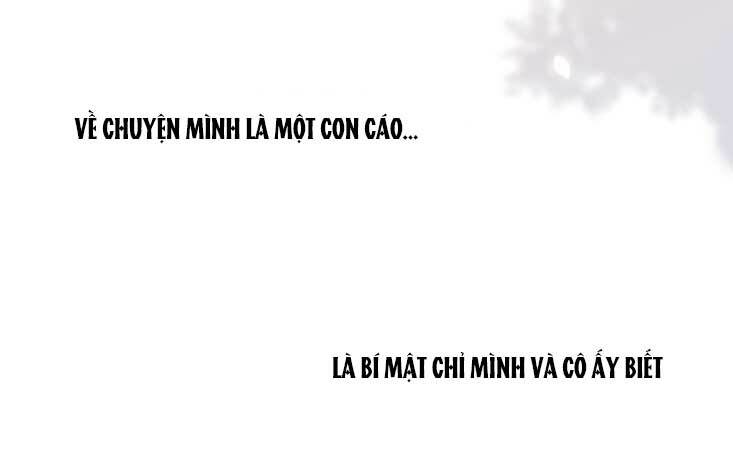 VỀ CHUYỆN MÌNH LÀ MỘT CON CÁO...
LÀ BÍ MẬT CHỈ MÌNH VÀ CÔ ẤY BIẾT